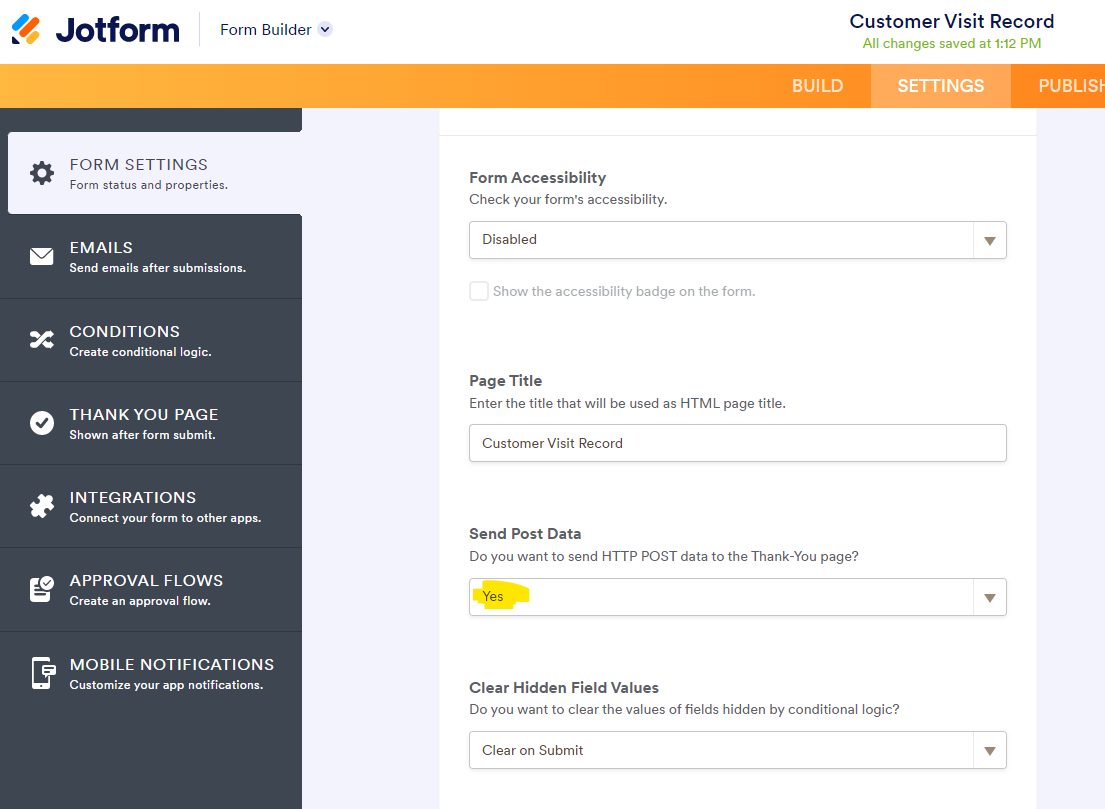 Jotform
Form Builder
Customer Visit Record
All changes saved at 1:12 PM
BUILD
SETTINGS
PUBLISH
FORM SETTINGS
Form status and properties.
EMAILS
Send emails after submissions.
CONDITIONS
Create conditional logic.
THANK YOU PAGE
Shown after form submit.
INTEGRATIONS
Connect your form to other apps.
APPROVAL FLOWS
Create an approval flow.
MOBILE NOTIFICATIONS
Customize your app notifications.
Form Accessibility
Check your form's accessibility.
Disabled
Show the accessibility badge on the form.
Page Title
Enter the title that will be used as HTML page title.
Customer Visit Record
Send Post Data
Do you want to send HTTP POST data to the Thank-You page?
Yes
Clear Hidden Field Values
Do you want to clear the values of fields hidden by conditional logic?
Clear on Submit